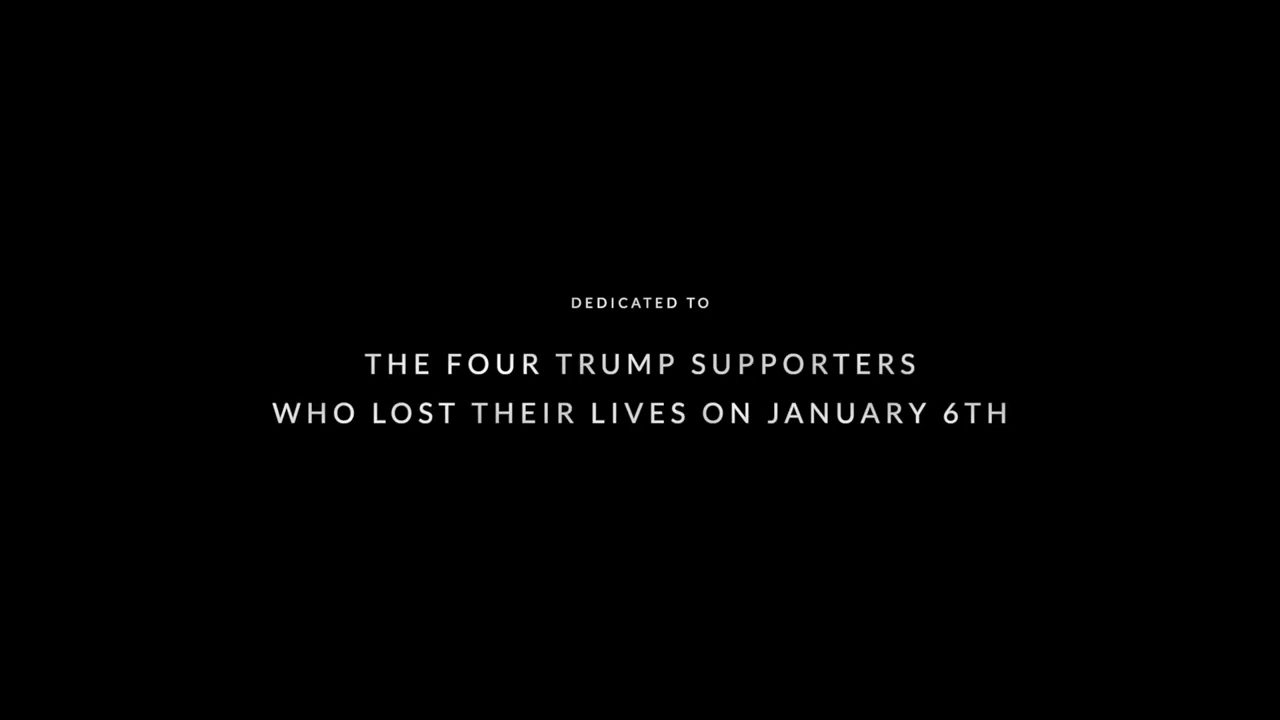 DEDICATED TO
THE FOUR TRUMP SUPPORTERS
WHO LOST THEIR LIVES ON JANUARY 6TH